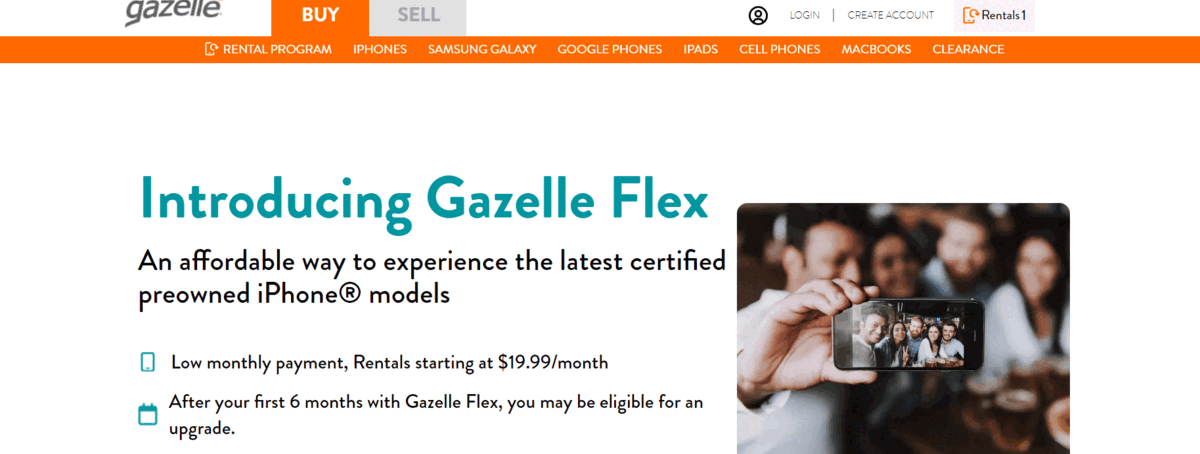 gazelle
BUY
SELL
LOGIN | CREATE ACCOUNT
Rentals 1
RENTAL PROGRAM IPHONES SAMSUNG GALAXY GOOGLE PHONES IPADS CELL PHONES MACBOOKS CLEARANCE
Introducing Gazelle Flex
An affordable way to experience the latest certified
preowned iPhone® models
Low monthly payment, Rentals starting at $19.99/month
After your first 6 months with Gazelle Flex, you may be eligible for an
upgrade.